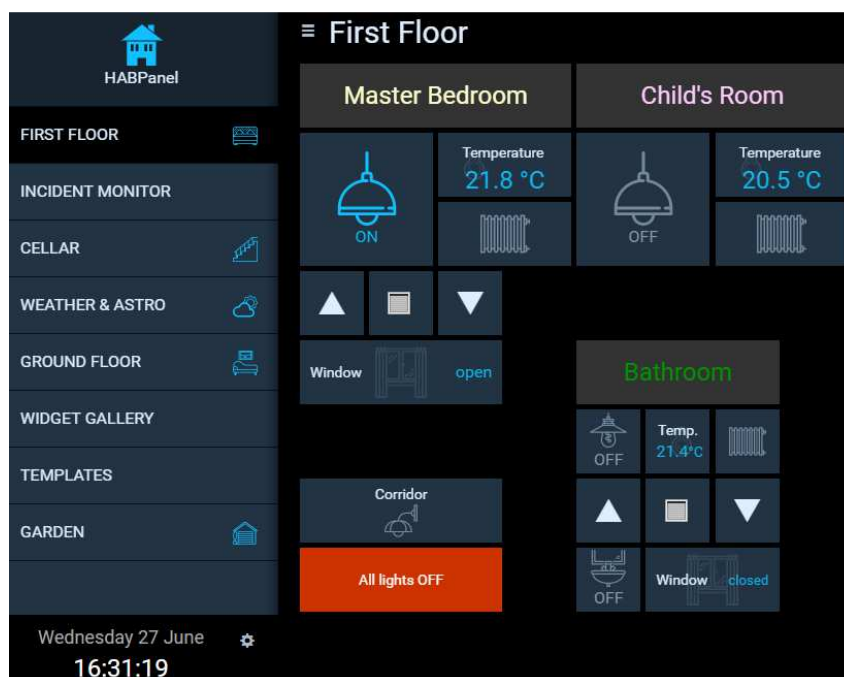 HABPanel
FIRST FLOOR
INCIDENT MONITOR
CELLAR
WEATHER & ASTRO
GROUND FLOOR
WIDGET GALLERY
TEMPLATES
GARDEN
Wednesday 27 June
16:31:19
First Floor
Master Bedroom
ON
Temperature
21.8 °C
Window open
Corridor
All lights OFF
Child's Room
OFF
Temperature
20.5 °C
Bathroom
OFF
Temp.
21.4°C
OFF
Window closed